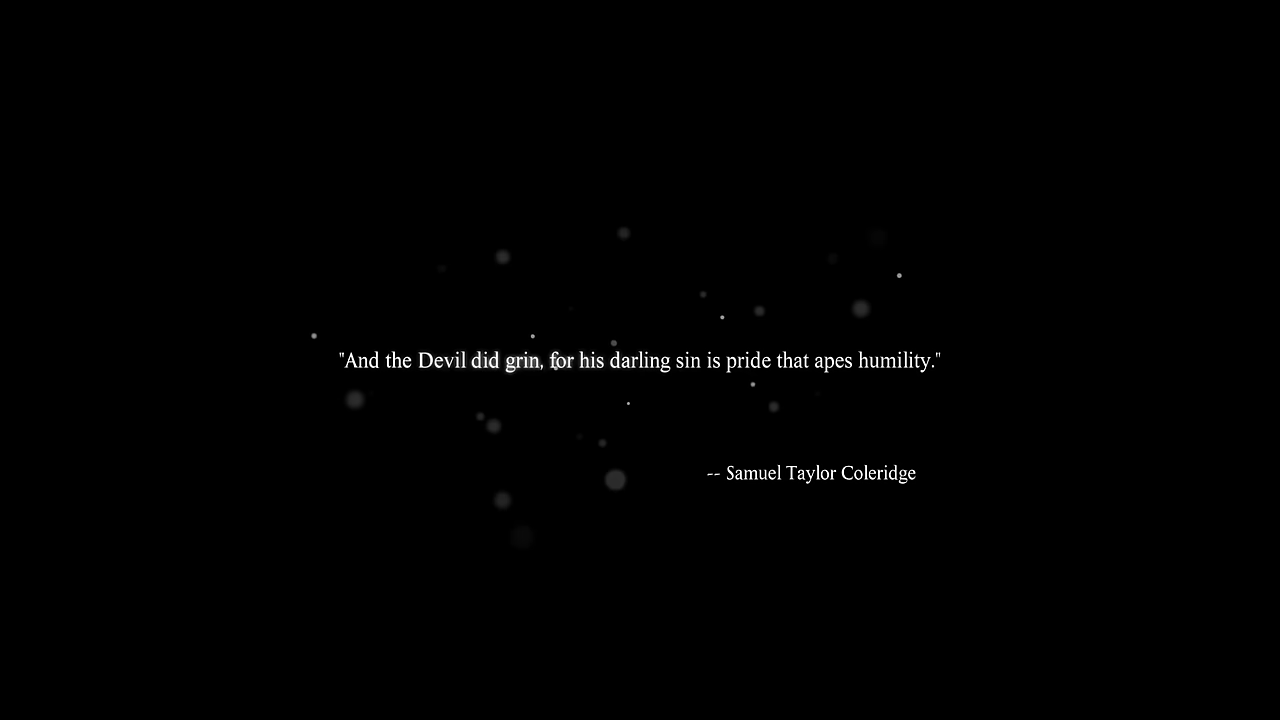 "And the Devil did grin, for his darling sin is pride that apes humility."
-- Samuel Taylor Coleridge